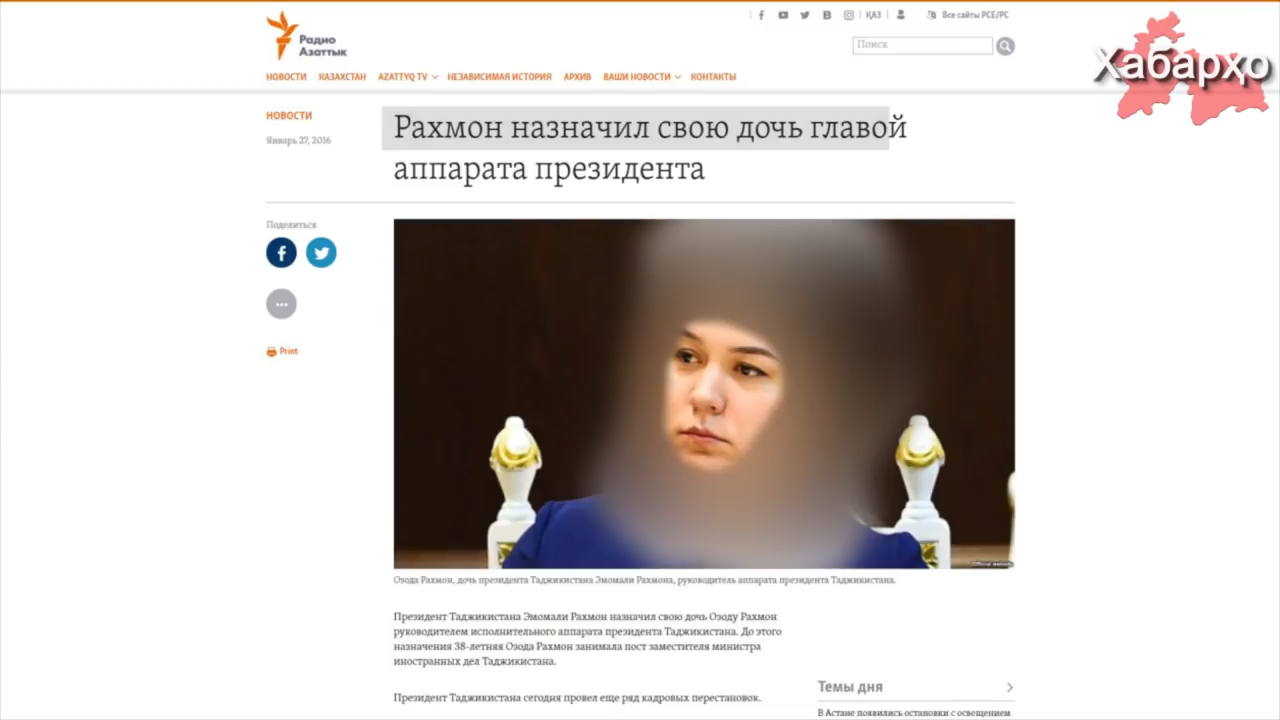 Радио
Азаттык
ҚАЗ
Все сайты РСЕ/РС
Поиск
Хабарҳо
НОВОСТИ
КАЗАХСТАН
AZATTYQ TV
НЕЗАВИСИМАЯ ИСТОРИЯ
АРХИВ
ВАШИ НОВОСТИ
КОНТАКТЫ
НОВОСТИ
Январь 27, 2016
Рахмон назначил свою дочь главой
аппарата президента
Поделиться
Print
Озода Рахмон, дочь президента Таджикистана Эмомали Рахмона, руководитель аппарата президента Таджикистана.
Президент Таджикистана Эмомали Рахмон назначил свою дочь Озоду Рахмон
руководителем исполнительного аппарата президента Таджикистана. До этого
назначения 38-летняя Озода Рахмон занимала пост заместителя министра
иностранных дел Таджикистана.
Президент Таджикистана сегодня провел еще ряд кадровых перестановок.
Темы дня
В Астане появились остановки с освещением